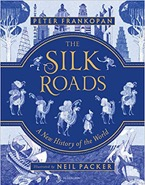 PETER FRANKOPAN
THE
SILK
ROADS
A New History of the World
Illustrated by NEIL PACKER